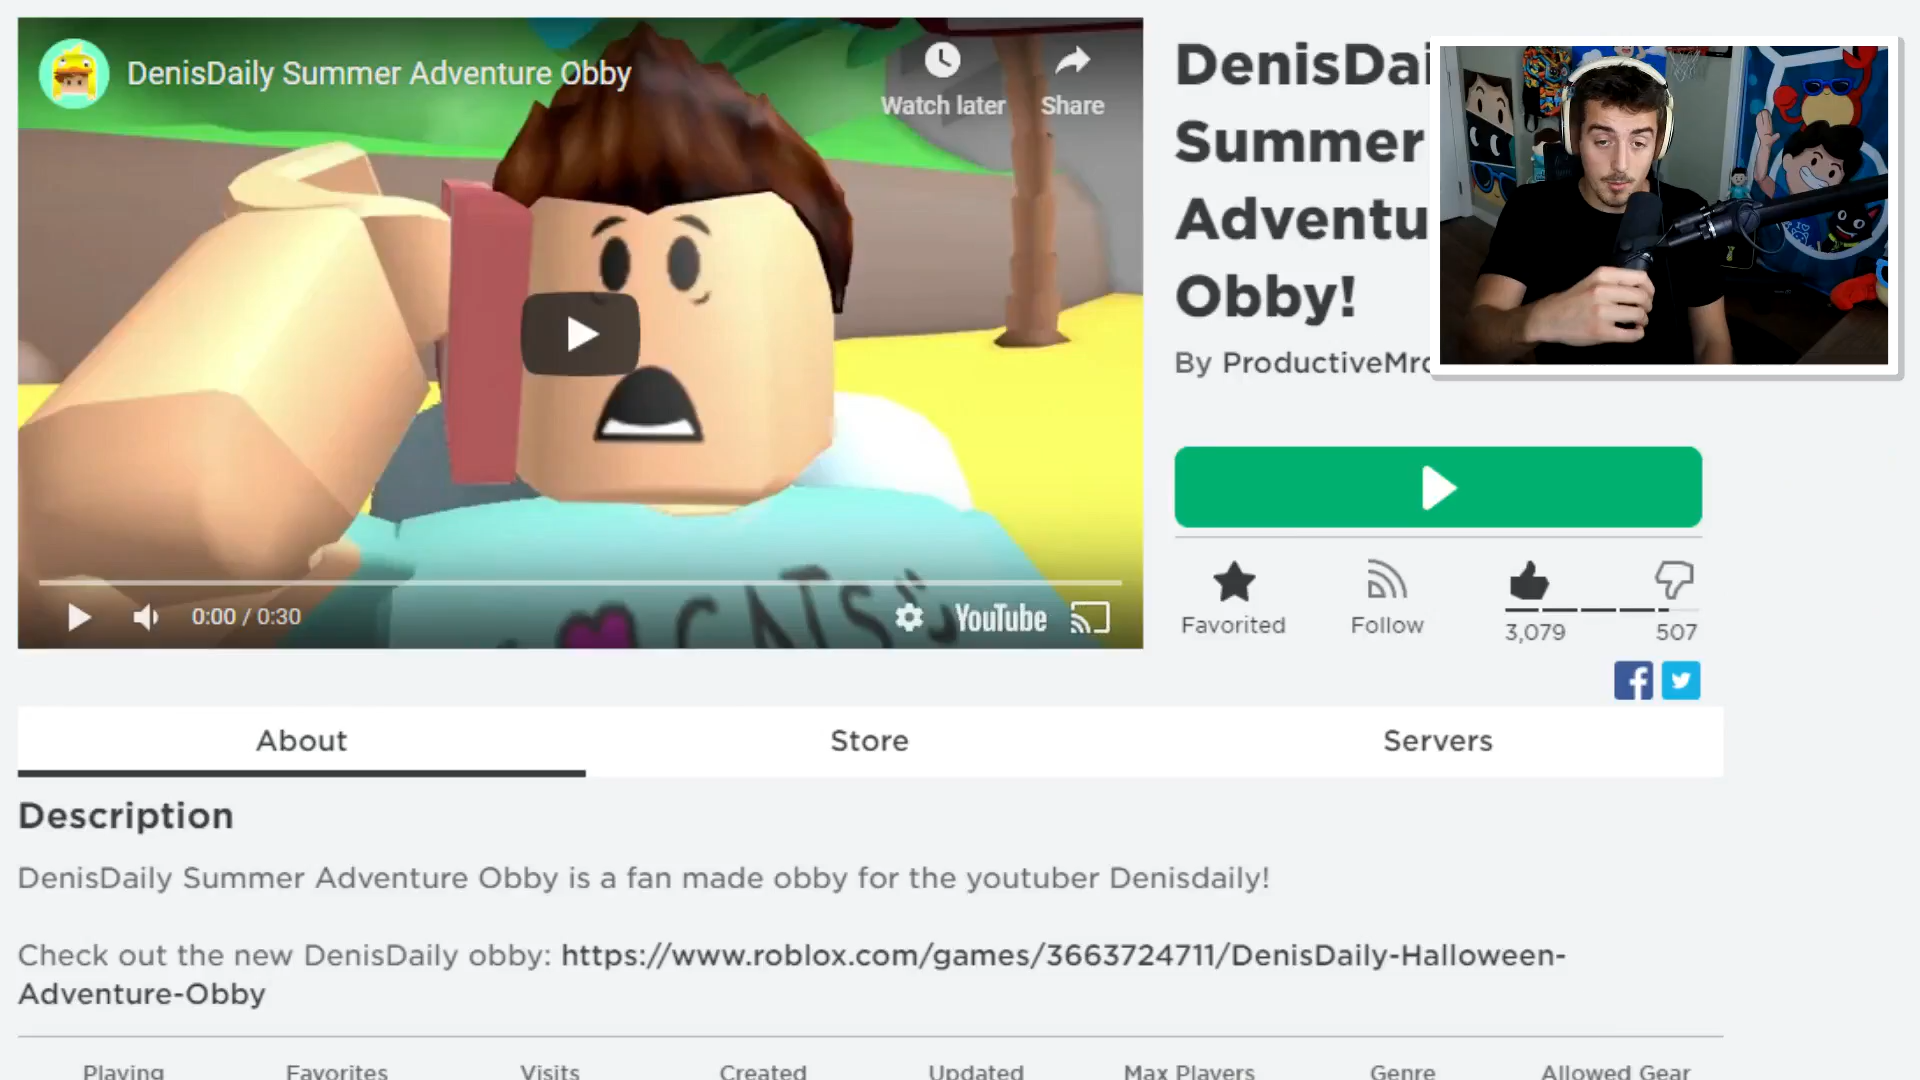 DenisDaily Summer Adventure Obby
Watch later
Share
CATS
0:00 / 0:30
YouTube
Summer
Obby!
By
Favorited
Follow
3,079
507
About
Store
Servers
Description
DenisDaily Summer Adventure Obby is a fan made obby for the youtuber Denisdaily!
Check out the new DenisDaily obby: https://www.roblox.com/games/3663724711/DenisDaily-Halloween-
Adventure-Obby
Playing
Favorites
Visits
Created
Updated
Max Players
Genre
Allowed Gear